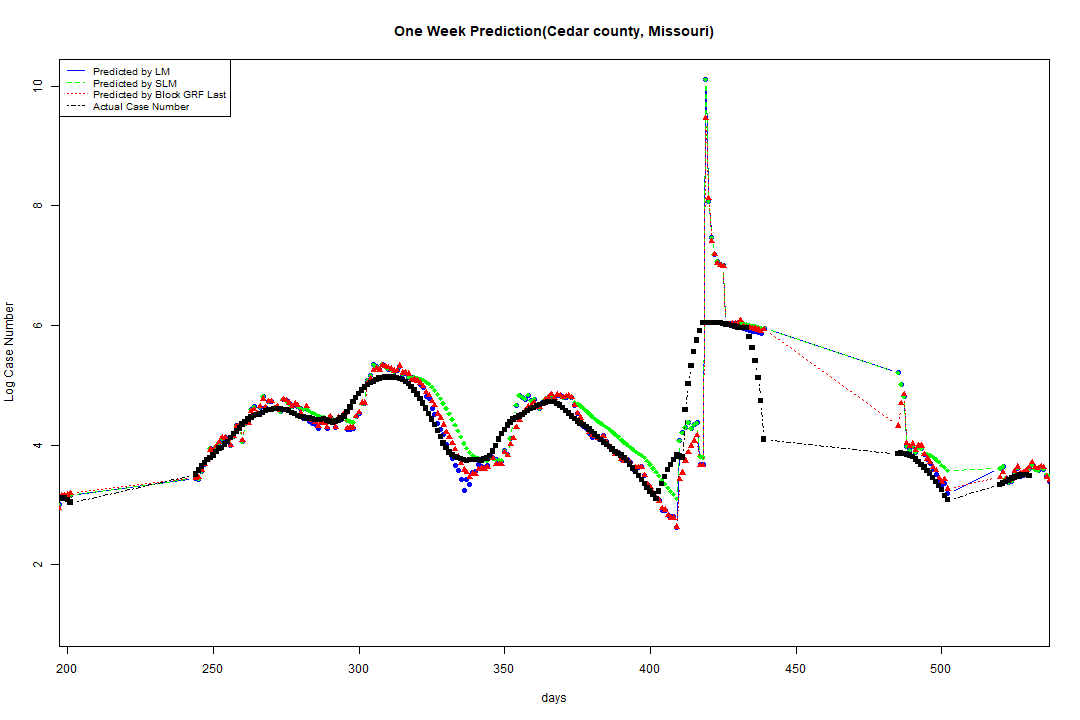 One Week Prediction(Cedar county, Missouri)
Predicted by LM
Predicted by SLM
Predicted by Block GRF Last
Actual Case Number
Log Case Number
10
8
6
4
2
200 250 300 350 400 450 500
days